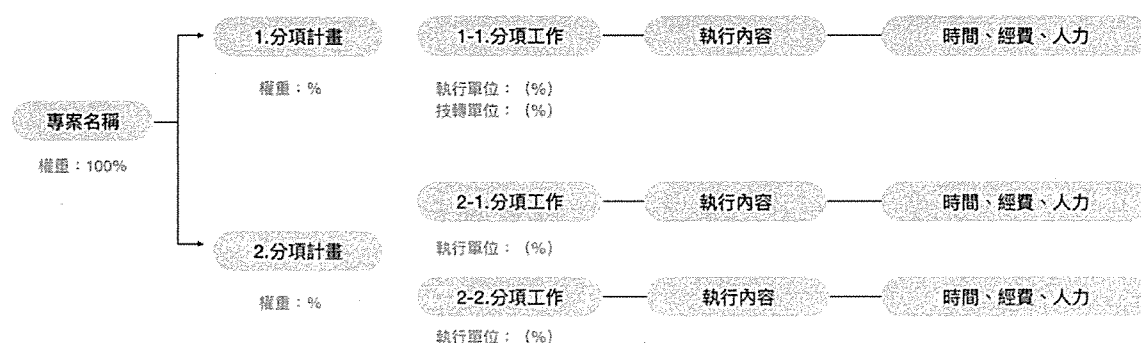 1.分項計畫
1-1.分項工作
執行內容
時間、經費、人力
權重：%
執行單位：（%）
技轉單位：（%）
專案名稱
權重：100%
2-1.分項工作
執行內容
時間、經費、人力
執行單位：（%）
2.分項計畫
權重：%
2-2.分項工作
執行內容
時間、經費、人力
執行單位：（%）